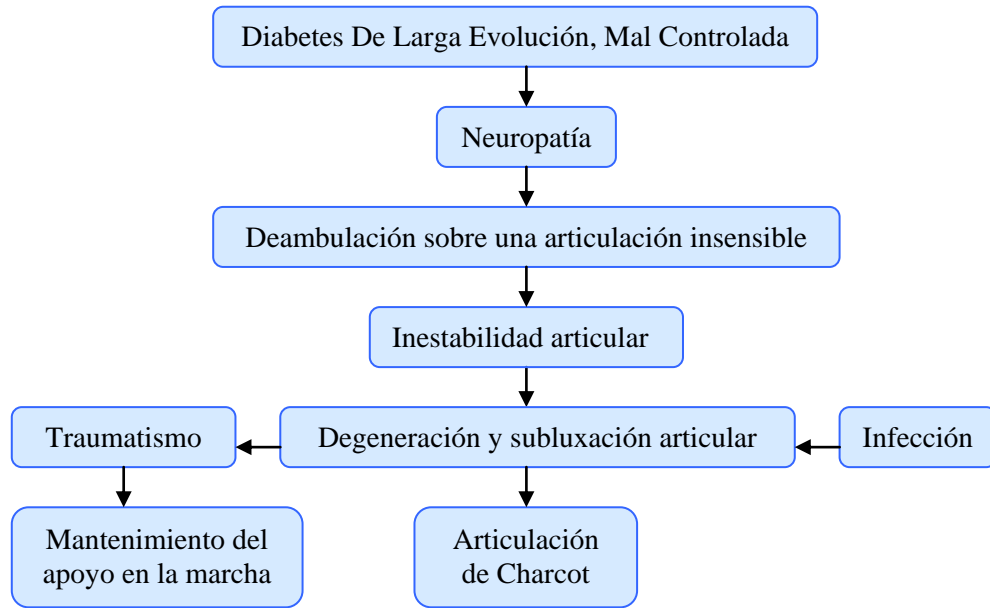 Diabetes De Larga Evolución, Mal Controlada
Neuropatía
Deambulación sobre una articulación insensible
Inestabilidad articular
Traumatismo
Degeneración y subluxación articular
Infección
Mantenimiento del
apoyo en la marcha
Articulación
de Charcot